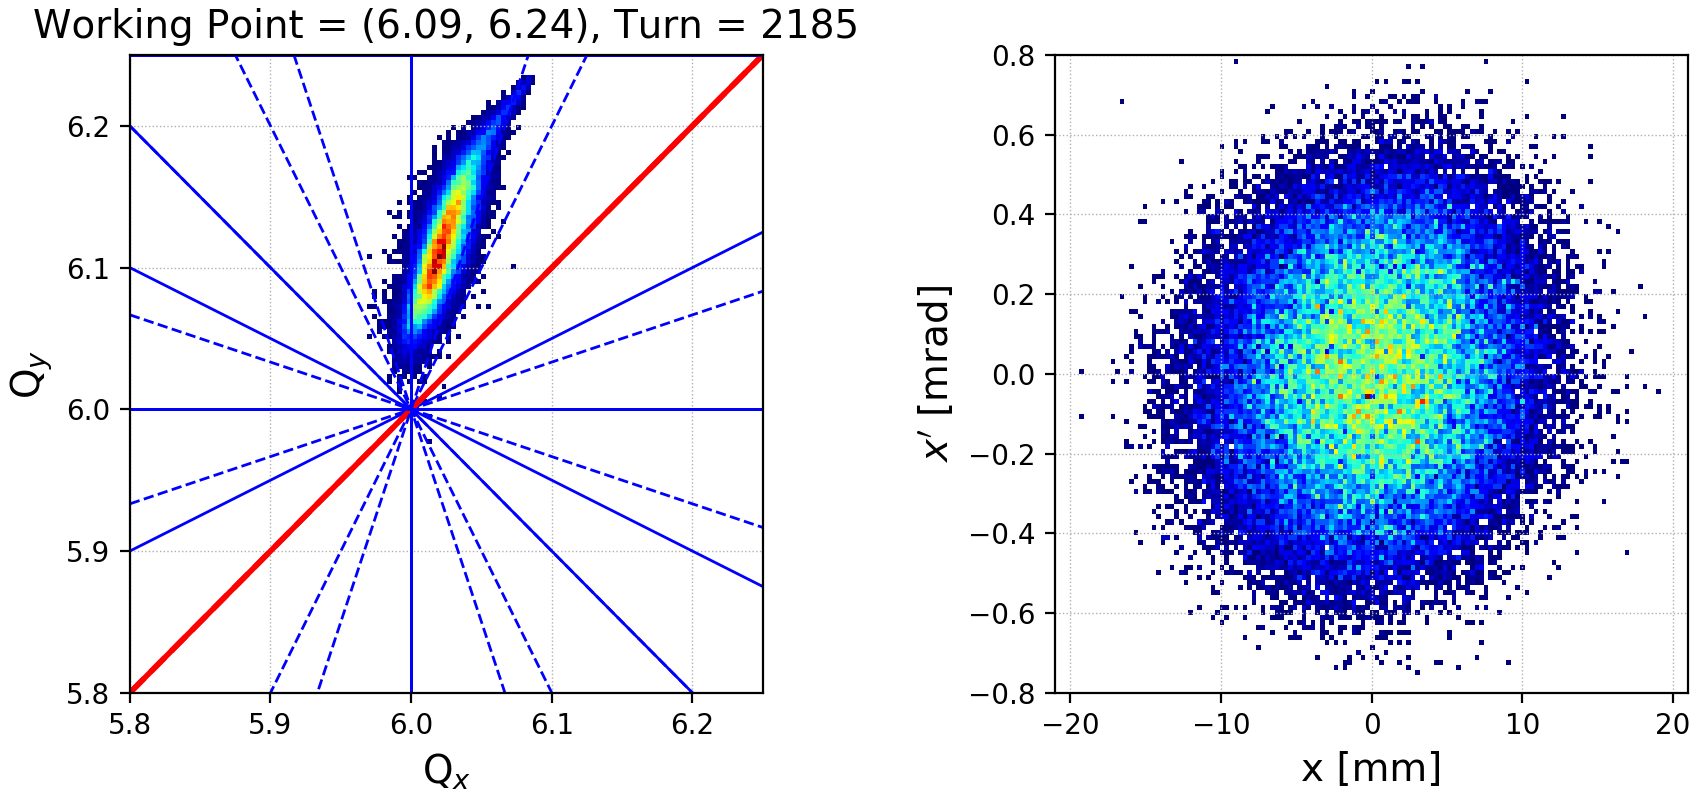 Working Point = (6.09, 6.24), Turn = 2185
6.2
6.1
6.0
5.9
5.8
Q_y
5.8 5.9 6.0 6.1 6.2
Q_x
0.8
0.6
0.4
0.2
0.0
−0.2
−0.4
−0.6
−0.8
x′ [mrad]
−20 −10 0 10 20
x [mm]